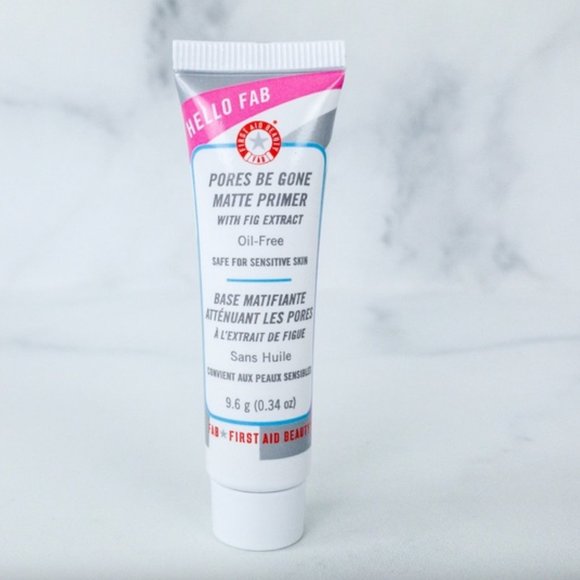 HELLO FAB
FIRST AID BEAUTY
FAB
PORES BE GONE
MATTE PRIMER
WITH FIG EXTRACT
Oil-Free
SAFE FOR SENSITIVE SKIN
BASE MATIFIANTE
ATTÉNUANT LES PORES
À L'EXTRAIT DE FIGUE
Sans Huile
CONVIENT AUX PEAUX SENSIBLES
9.6 g (0.34 oz)
FAB FIRST AID BEAUTY